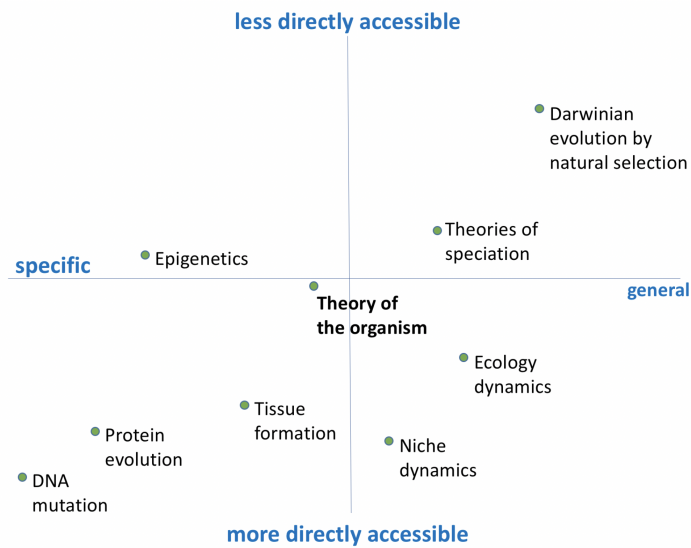 less directly accessible
Darwinian
evolution by
natural selection
Theories of
speciation
specific
Epigenetics
general
Theory of
the organism
Ecology
dynamics
Tissue
formation
Protein
evolution
Niche
dynamics
DNA
mutation
more directly accessible